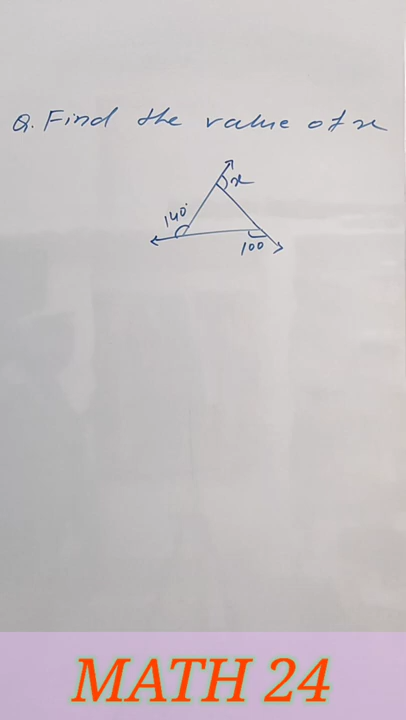 Q. Find the value of x
x
140°
100
MATH 24